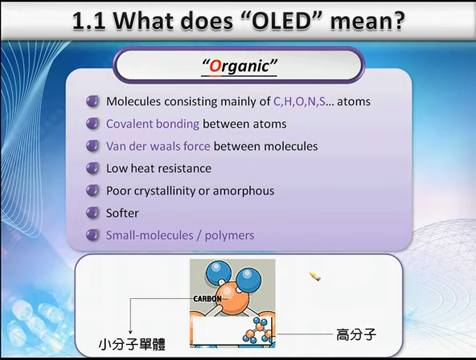 1.1 What does “OLED” mean?
“Organic”
Molecules consisting mainly of C,H,O,N,S... atoms
Covalent bonding between atoms
Van der waals force between molecules
Low heat resistance
Poor crystallinity or amorphous
Softer
Small-molecules / polymers
CARBON
小分子單體
高分子